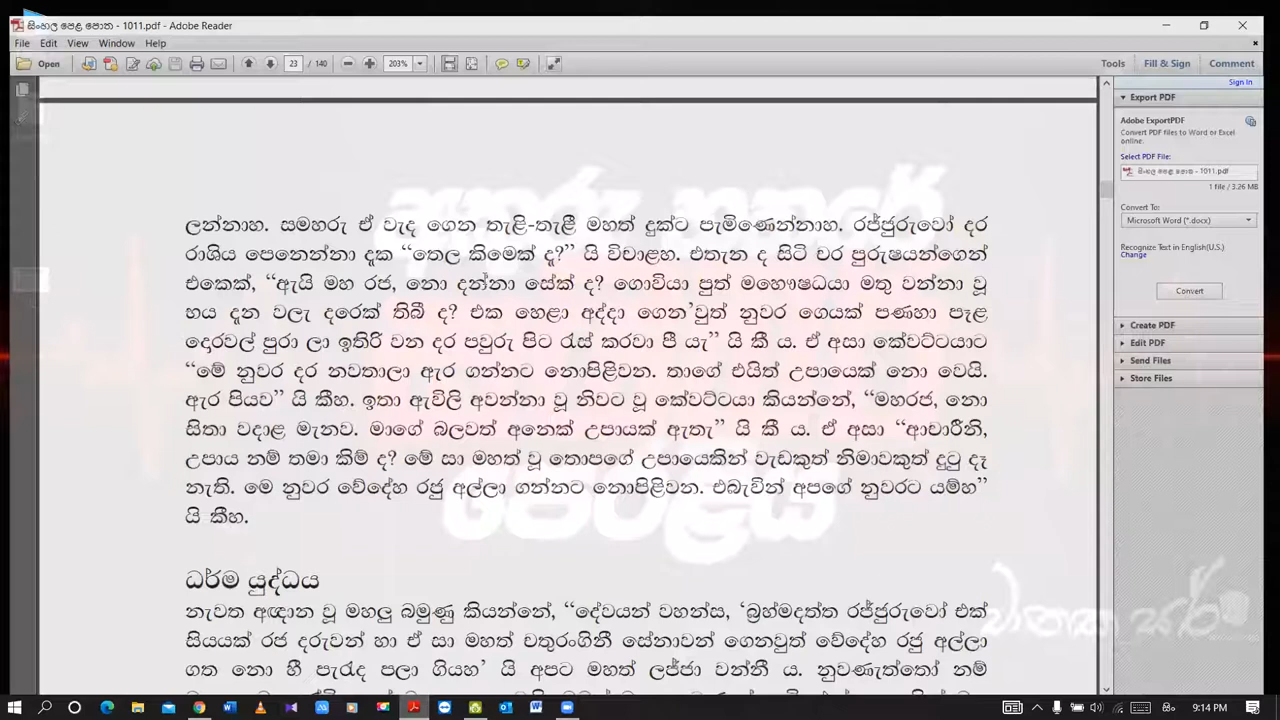 සිංහල පෙළ පොත - 1011.pdf - Adobe Reader
File Edit View Window Help
Open 23 / 140 203% Tools Fill & Sign Comment
Sign In
Export PDF
Adobe ExportPDF
Convert PDF files to Word or Excel
online.
Select PDF File:
සිංහල පෙළ පොත - 1011.pdf
1 file / 3.26 MB
Convert To:
Microsoft Word (*.docx)
Recognize Text in English(U.S.)
Change
Convert
Create PDF
Edit PDF
Send Files
Store Files
ලන්නාහ. සමහරු ඒ වැද ගෙන තැළි-තැළී මහත් දුක්ට පැමිණෙන්නාහ. රජ්ජුරුවෝ දර
රාශිය පෙනෙන්නා දැක “තෙල කිමෙක් ද?” යි විචාළහ. එතැන ද සිටි චර පුරුෂයන්ගෙන්
එකෙක්, “ඇයි මහ රජ, නො දන්නා සේක් ද? ගොවියා පුත් මහෞෂධයා මතු වන්නා වූ
භය දැන වලැ දරෙක් තිබී ද? එක හෙළා අද්දා ගෙන’වුත් නුවර ගෙයක් පණහා පැළ
දොරවල් පුරා ලා ඉතිරි වන දර පවුරු පිට රැස් කරවා පී යැ” යි කී ය. ඒ අසා කේවට්ටයාට
“මේ නුවර දර නවතාලා ඇර ගන්නට නොපිළිවන. තාගේ එයිත් උපායෙක් නො වෙයි.
ඇර පියව” යි කීහ. ඉතා ඇවිලි අවන්නා වූ නිවට වූ කේවට්ටයා කියන්නේ, “මහරජ, නො
සිතා වදාළ මැනව. මාගේ බලවත් අනෙක් උපායක් ඇතැ” යි කී ය. ඒ අසා “ආචාරීනි,
උපාය නම් තමා කිම් ද? මේ සා මහත් වූ තොපගේ උපායෙකින් වැඩකුත් නිමාවකුත් දුටු දෑ
නැති. මෙ නුවර වේදේහ රජු අල්ලා ගන්නට නොපිළිවන. එබැවින් අපගේ නුවරට යම්හ”
යි කීහ.
ධර්ම යුද්ධය
නැවත අඥාන වූ මහලු බමුණු කියන්නේ, “දේවයන් වහන්ස, ‘බ්‍රහ්මදත්ත රජ්ජුරුවෝ එක්
සියයක් රජ දරුවන් හා ඒ සා මහත් චතුරංගිනී සේනාවන් ගෙනවුත් වේදේහ රජු අල්ලා
ගත නො හී පැරැද පලා ගියහ’ යි අපට මහත් ලජ්ජා වන්නී ය. නුවණැත්තෝ නම්
පෙරළිය
9:14 PM